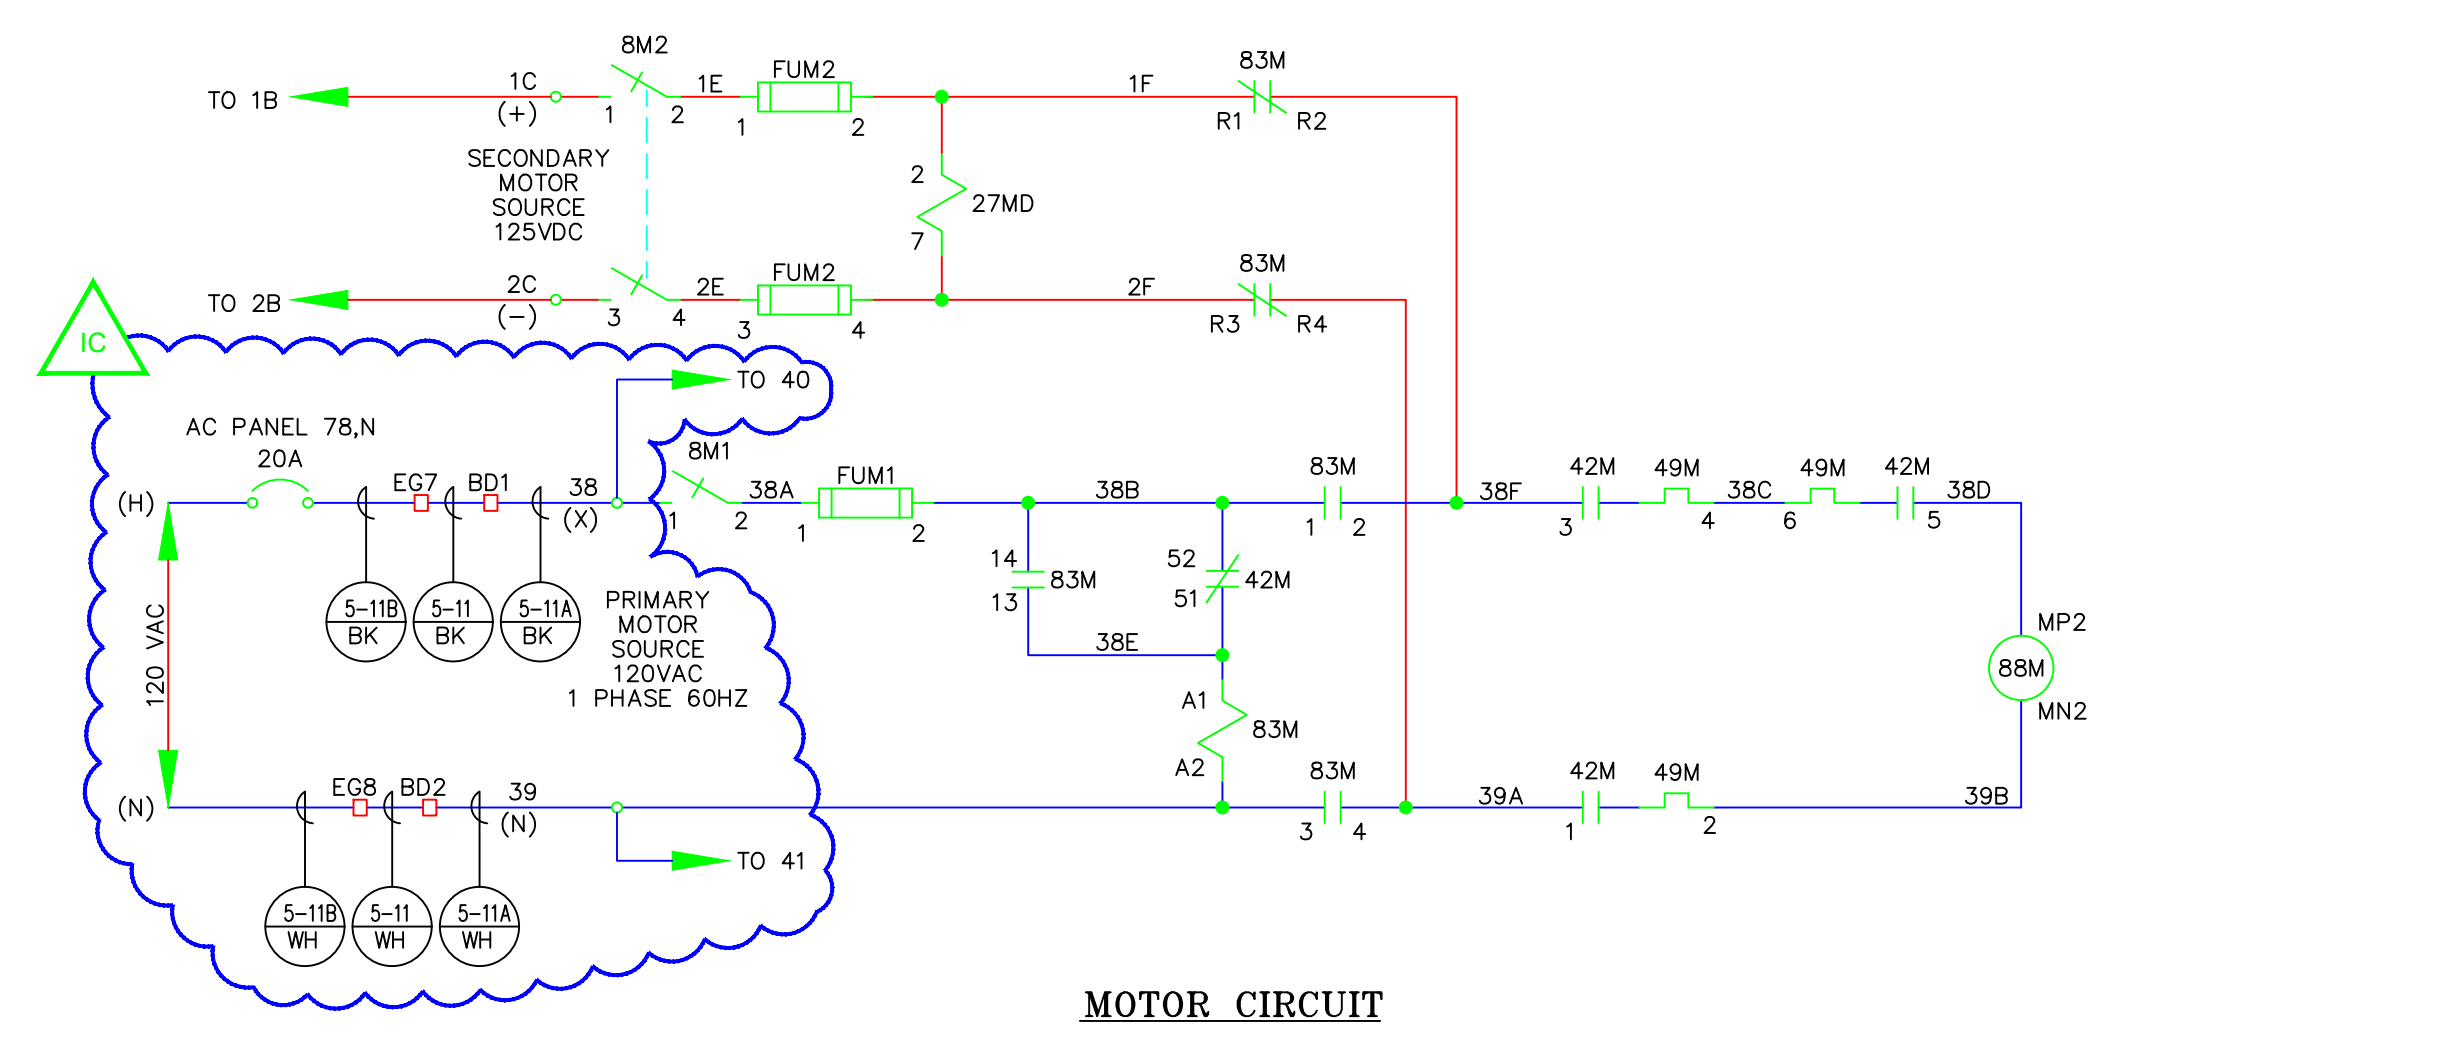 8M2
83M
1C
1E
FUM2
1F
TO 1B
(+)
1
2
1
2
R1
R2
SECONDARY
MOTOR
SOURCE
125VDC
2
27MD
7
8M2
83M
2C
2E
FUM2
2F
TO 2B
(-)
3
4
3
4
R3
R4
IC
TO 40
AC PANEL 78,N
20A
8M1
(H)
EG7
BD1
38
(X)
38A
FUM1
38B
83M
38F
42M
49M
38C
49M
42M
38D
1
2
1
2
1
2
3
4
6
5
14
83M
13
52
42M
51
5-11B
BK
5-11
BK
5-11A
BK
PRIMARY
MOTOR
SOURCE
120VAC
1 PHASE 60HZ
120 VAC
38E
MP2
88M
MN2
A1
83M
A2
(N)
EG8
BD2
39
(N)
83M
39A
42M
49M
39B
3
4
1
2
TO 41
5-11B
WH
5-11
WH
5-11A
WH
MOTOR CIRCUIT